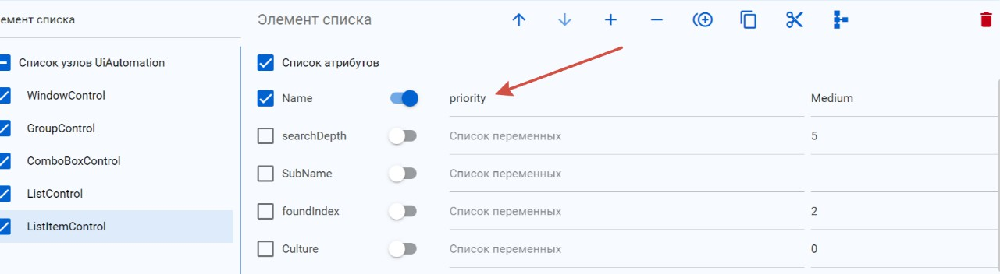 емент списка
Список узлов UiAutomation
WindowControl
GroupControl
ComboBoxControl
ListControl
ListItemControl
Элемент списка
Список атрибутов
Name priority Medium
searchDepth Список переменных 5
SubName Список переменных
foundIndex Список переменных 2
Culture Список переменных 0